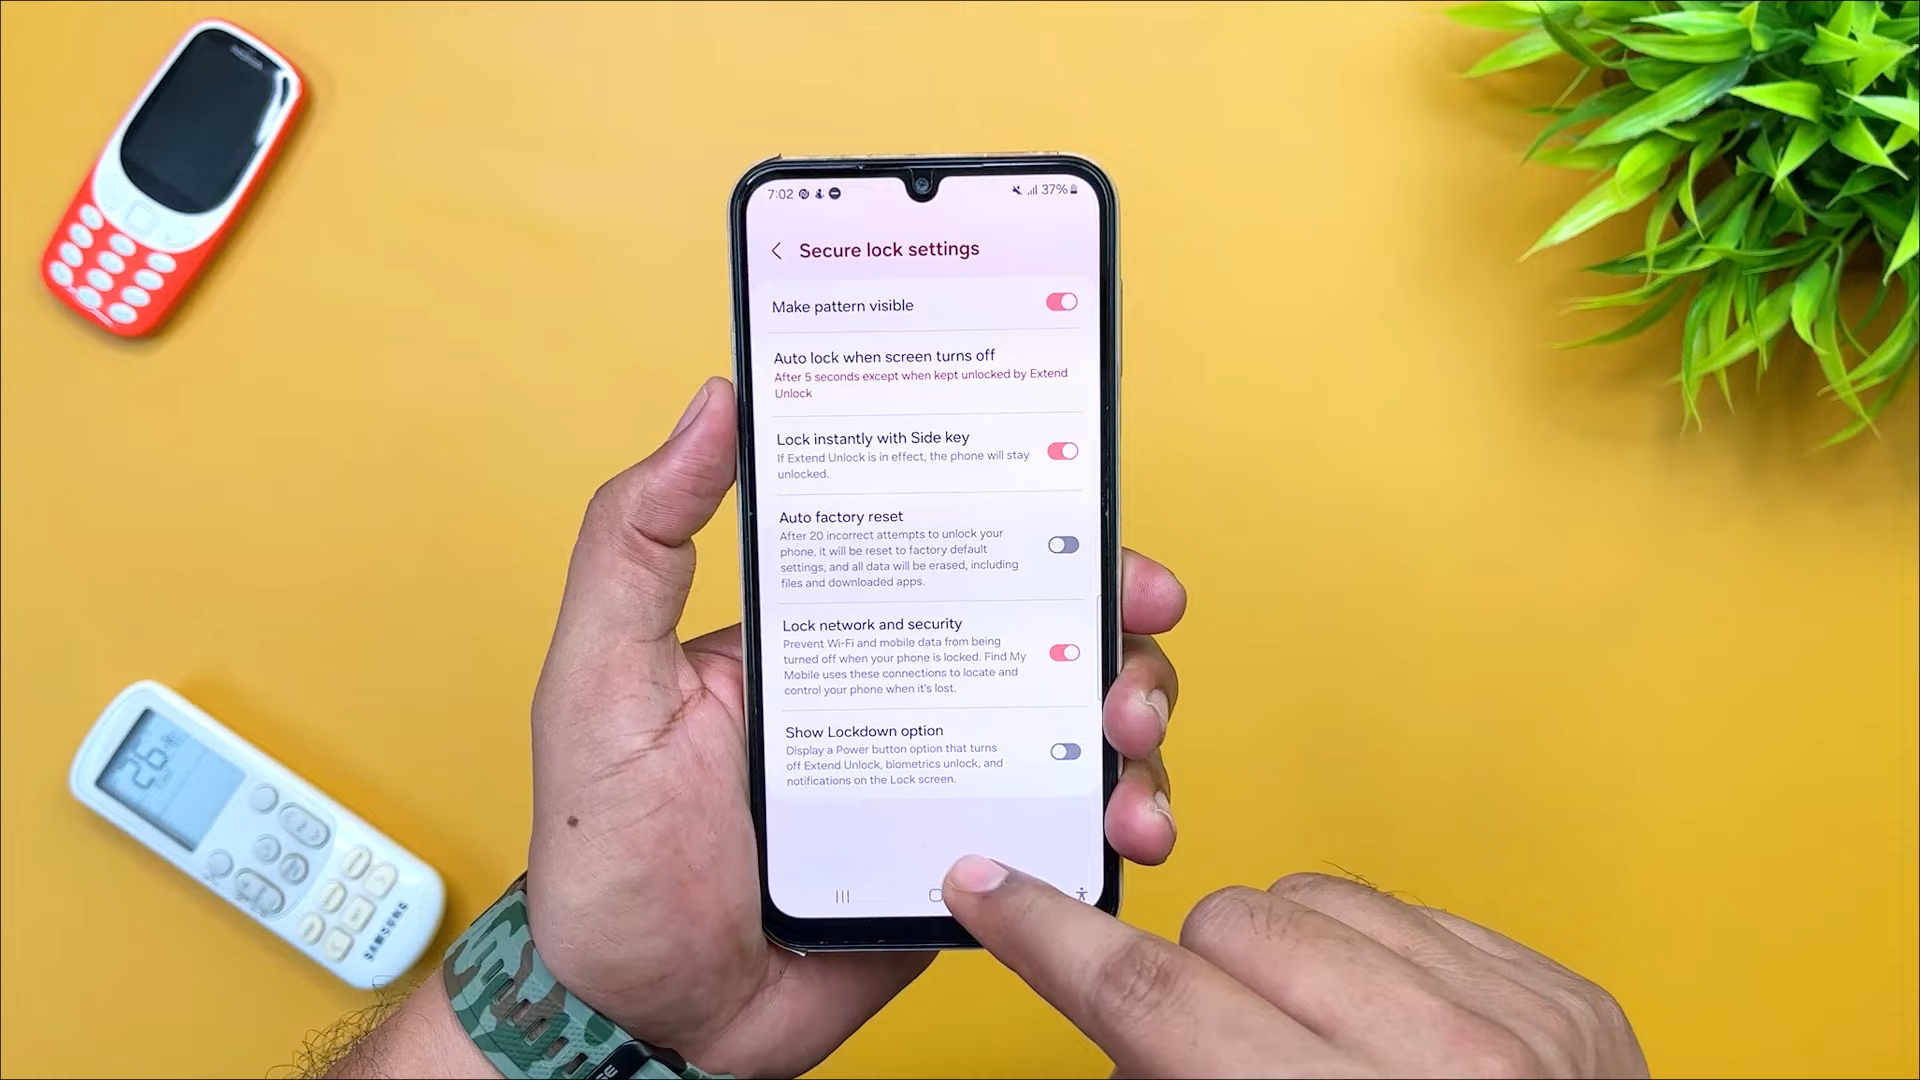 NOKIA
7:02
37%
Secure lock settings
Make pattern visible
Auto lock when screen turns off
After 5 seconds except when kept unlocked by Extend
Unlock
Lock instantly with Side key
If Extend Unlock is in effect, the phone will stay
unlocked.
Auto factory reset
After 20 incorrect attempts to unlock your
phone, it will be reset to factory default
settings, and all data will be erased, including
files and downloaded apps.
Lock network and security
Prevent Wi-Fi and mobile data from being
turned off when your phone is locked. Find My
Mobile uses these connections to locate and
control your phone when it's lost.
Show Lockdown option
Display a Power button option that turns
off Extend Unlock, biometrics unlock, and
notifications on the Lock screen.
26
SAMSUNG